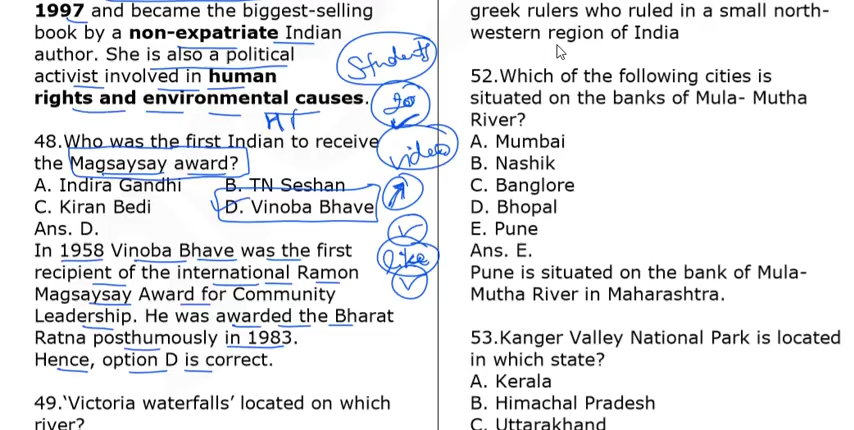 1997 and became the biggest-selling
book by a non-expatriate Indian
author. She is also a political
activist involved in human
rights and environmental causes.
48.Who was the first Indian to receive
the Magsaysay award?
A. Indira Gandhi B. TN Seshan
C. Kiran Bedi D. Vinoba Bhave
Ans. D.
In 1958 Vinoba Bhave was the first
recipient of the international Ramon
Magsaysay Award for Community
Leadership. He was awarded the Bharat
Ratna posthumously in 1983.
Hence, option D is correct.
49.‘Victoria waterfalls’ located on which
river?
Students
video
like
greek rulers who ruled in a small north-
western region of India
52.Which of the following cities is
situated on the banks of Mula- Mutha
River?
A. Mumbai
B. Nashik
C. Banglore
D. Bhopal
E. Pune
Ans. E.
Pune is situated on the bank of Mula-
Mutha River in Maharashtra.
53.Kanger Valley National Park is located
in which state?
A. Kerala
B. Himachal Pradesh
C. Uttarakhand